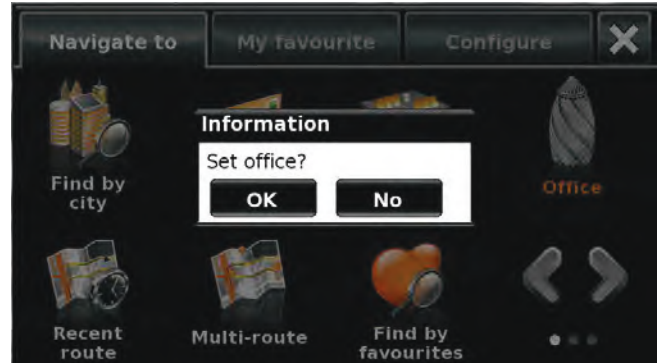 Navigate to
My favourite
Configure
Information
Set office?
OK
No
Find by
city
Office
Recent
route
Multi-route
Find by
favourites